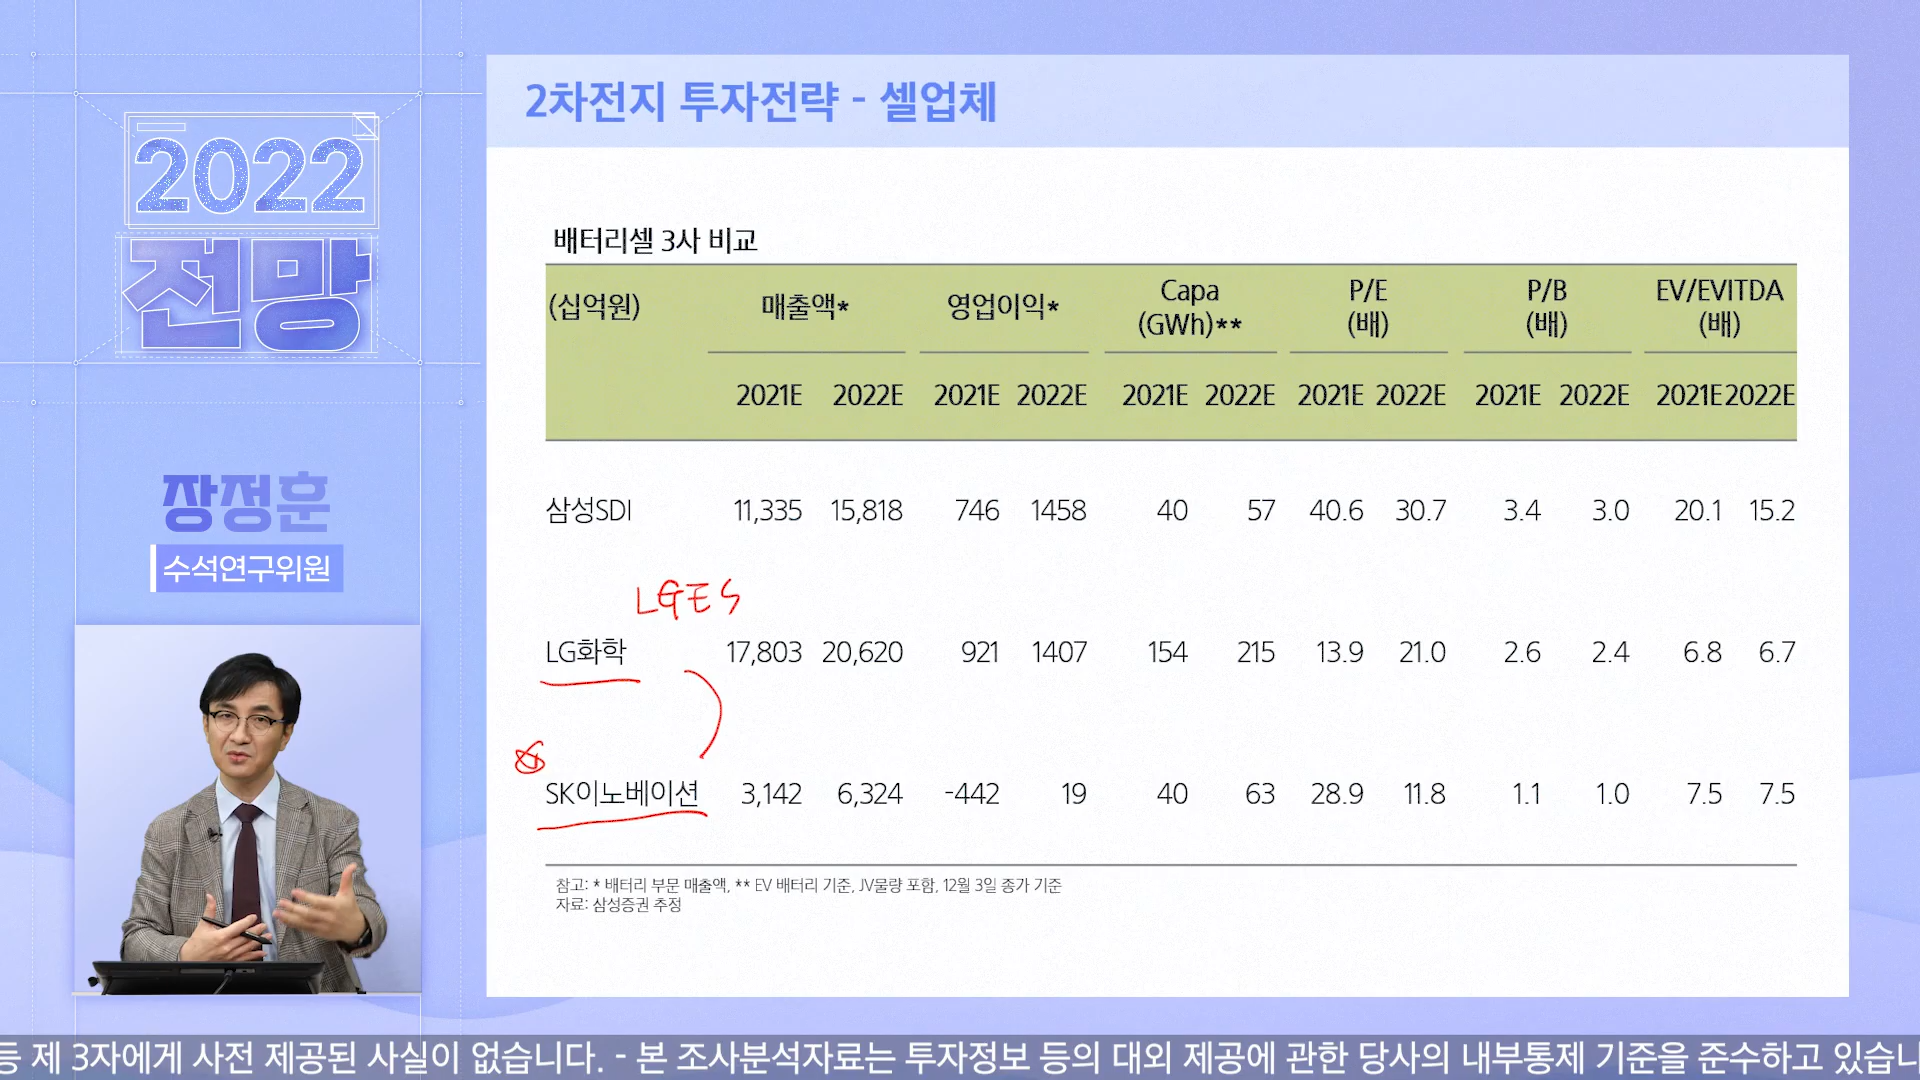 2022
전망
장정훈
수석연구위원
2차전지 투자전략 - 셀업체
배터리셀 3사 비교
(십억원) 매출액* 영업이익* Capa (GWh)** P/E (배) P/B (배) EV/EVITDA (배)
2021E 2022E 2021E 2022E 2021E 2022E 2021E 2022E 2021E 2022E 2021E 2022E
삼성SDI 11,335 15,818 746 1458 40 57 40.6 30.7 3.4 3.0 20.1 15.2
LGES
LG화학 17,803 20,620 921 1407 154 215 13.9 21.0 2.6 2.4 6.8 6.7
SK이노베이션 3,142 6,324 -442 19 40 63 28.9 11.8 1.1 1.0 7.5 7.5
참고: * 배터리 부문 매출액, ** EV 배터리 기준, JV물량 포함, 12월 3일 종가 기준
자료: 삼성증권 추정
등 제 3자에게 사전 제공된 사실이 없습니다. - 본 조사분석자료는 투자정보 등의 대외 제공에 관한 당사의 내부통제 기준을 준수하고 있습니